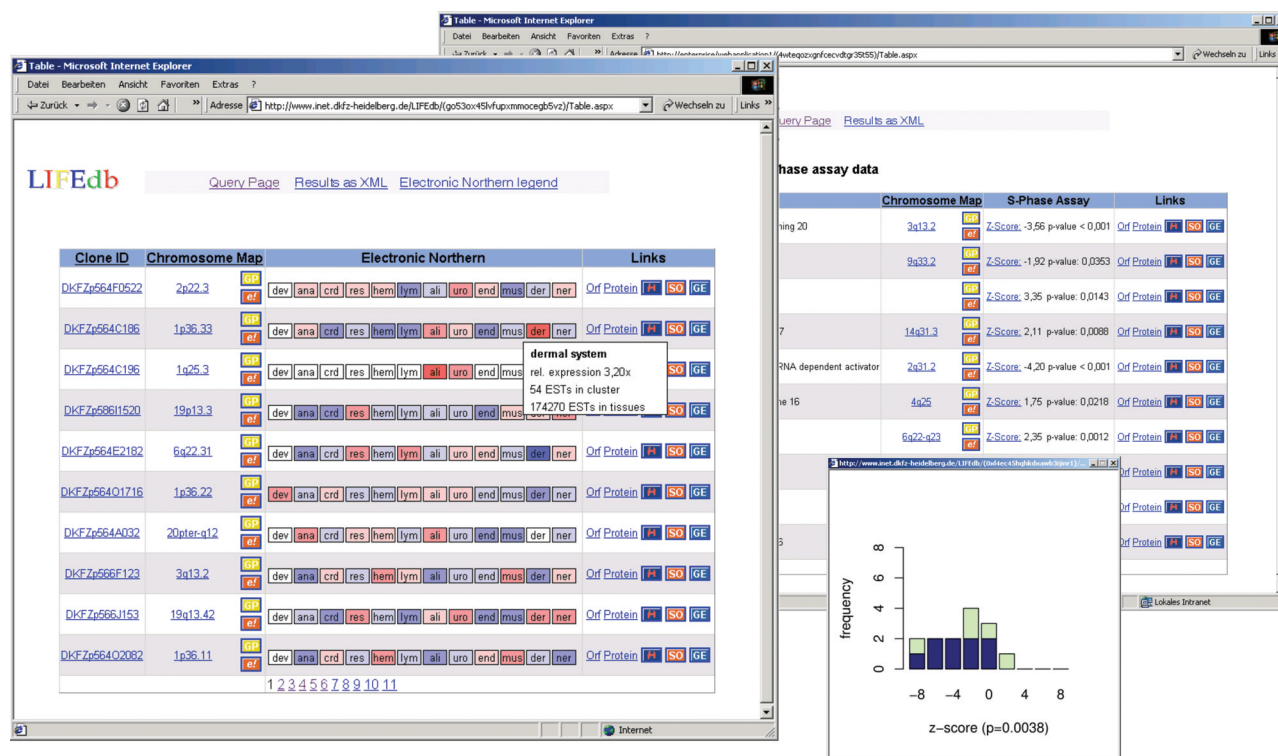 Table - Microsoft Internet Explorer
Datei Bearbeiten Ansicht Favoriten Extras ?
Zurück » Adresse http://www.inet.dkfz-heidelberg.de/LIFEdb/(go53ox45lvfupxmmocegb5vz)/Table.aspx Wechseln zu Links »
LIFEdb Query Page Results as XML Electronic Northern legend
Clone ID Chromosome Map Electronic Northern Links
DKFZp564F0522 2p22.3 GP e! dev ana crd res hem lym ali uro end mus der ner Orf Protein H SO GE
DKFZp564C186 1p36.33 GP e! dev ana crd res hem lym ali uro end mus der ner Orf Protein H SO GE
dermal system
rel. expression 3,20x
54 ESTs in cluster
174270 ESTs in tissues
DKFZp564C196 1q25.3 GP e! dev ana crd res hem lym ali uro end mus SO GE
DKFZp586I1520 19p13.3 GP e! dev ana crd res hem lym ali uro end mus der ner SO GE
DKFZp564E2182 6q22.31 GP e! dev ana crd res hem lym ali uro end mus der ner Orf Protein H SO GE
DKFZp564O1716 1p36.22 GP e! dev ana crd res hem lym ali uro end mus der ner Orf Protein H SO GE
DKFZp564A032 20pter-q12 GP e! dev ana crd res hem lym ali uro end mus der ner Orf Protein H SO GE
DKFZp566F123 3q13.2 GP e! dev ana crd res hem lym ali uro end mus der ner Orf Protein H SO GE
DKFZp566J153 19q13.42 GP e! dev ana crd res hem lym ali uro end mus der ner Orf Protein H SO GE
DKFZp564O2082 1p36.11 GP e! dev ana crd res hem lym ali uro end mus der ner Orf Protein H SO GE
1 2 3 4 5 6 7 8 9 10 11
Internet
Table - Microsoft Internet Explorer
Datei Bearbeiten Ansicht Favoriten Extras ?
Zurück » Adresse Table.aspx Wechseln zu Links
uery Page Results as XML
hase assay data
Chromosome Map S-Phase Assay Links
ning 20 3q13.2 GP e! Z-Score: -3,56 p-value < 0,001 Orf Protein H SO GE
9q33.2 GP e! Z-Score: -1,92 p-value: 0,0353 Orf Protein H SO GE
GP e! Z-Score: 3,35 p-value: 0,0143 Orf Protein H SO GE
7 14q31.3 GP e! Z-Score: 2,11 p-value: 0,0088 Orf Protein H SO GE
RNA dependent activator 2q31.2 GP e! Z-Score: -4,20 p-value < 0,001 Orf Protein H SO GE
ne 16 4q25 GP e! Z-Score: 1,75 p-value: 0,0218 Orf Protein H SO GE
6q22-q23 GP e! Z-Score: 2,35 p-value: 0,0012 Orf Protein H SO GE
H SO GE
Orf Protein H SO GE
Orf Protein H SO GE
Lokales Intranet
frequency
8
6
4
2
0
-8 -4 0 4 8
z-score (p=0.0038)